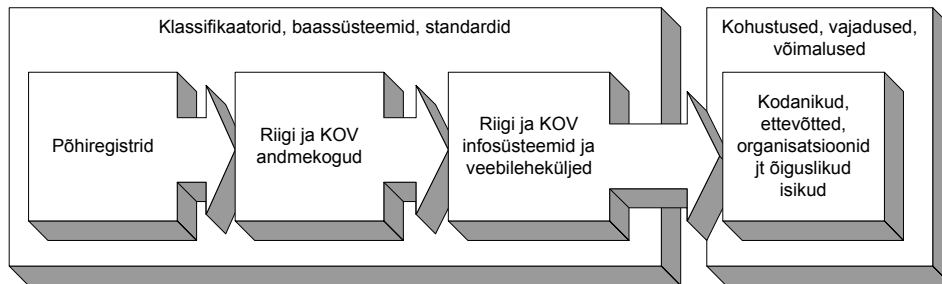 Klassifikaatorid, baassüsteemid, standardid
Kohustused, vajadused,
võimalused
Põhiregistrid
Riigi ja KOV
andmekogud
Riigi ja KOV
infosüsteemid ja
veebileheküljed
Kodanikud,
ettevõtted,
organisatsioonid
jt õiguslikud
isikud